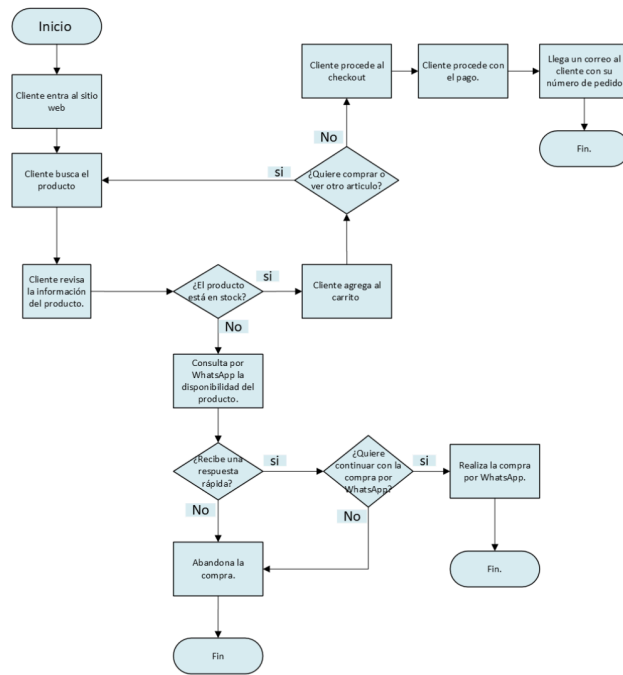 Inicio
Cliente entra al sitio
web
Cliente busca el
producto
Cliente revisa
la información
del producto.
¿El producto
está en stock?
si
No
Cliente agrega al
carrito
¿Quiere comprar o
ver otro articulo?
si
No
Cliente procede al
checkout
Cliente procede con
el pago.
Llega un correo al
cliente con su
número de pedido
Fin.
Consulta por
WhatsApp la
disponibilidad del
producto.
¿Recibe una
respuesta
rápida?
si
No
¿Quiere
continuar con la
compra por
WhatsApp?
si
No
Realiza la compra
por WhatsApp.
Fin.
Abandona la
compra.
Fin